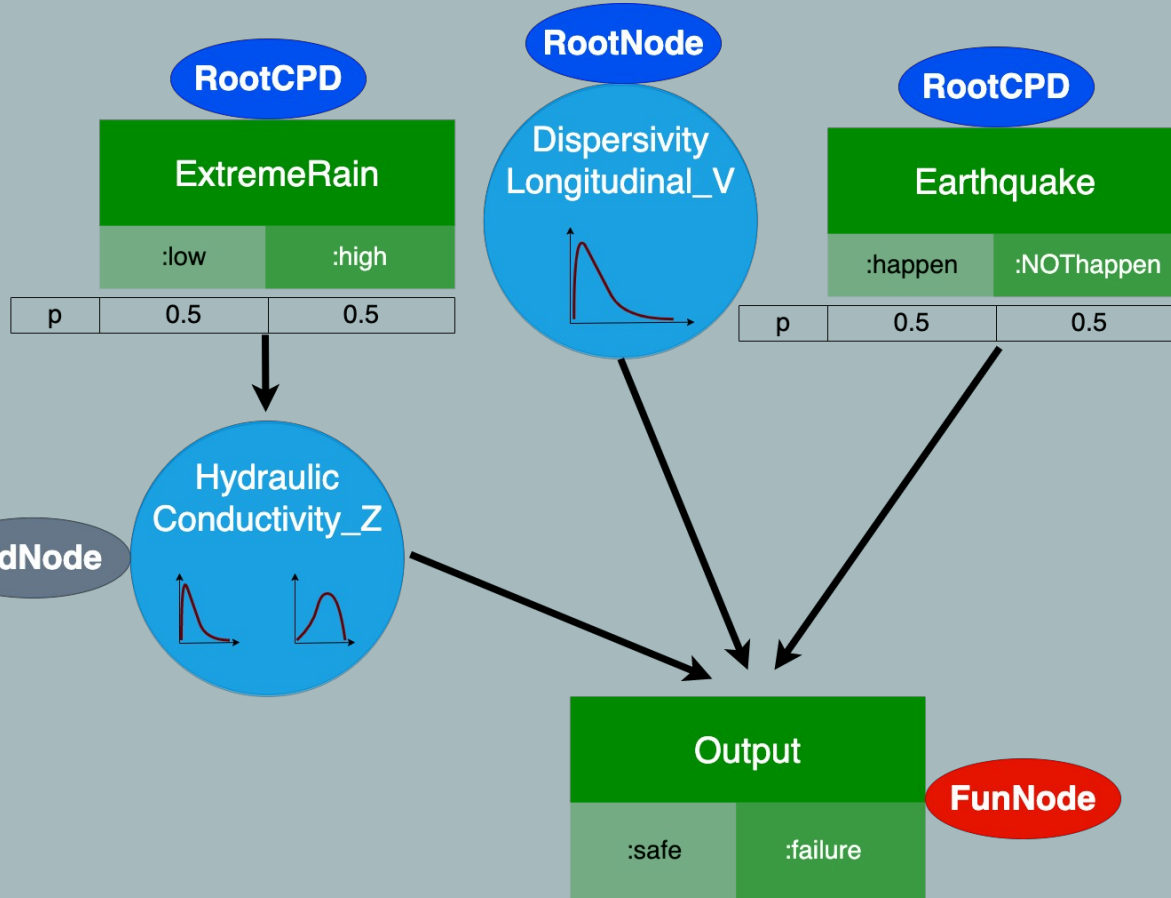 RootCPD
ExtremeRain
:low :high
p 0.5 0.5
RootNode
Dispersivity
Longitudinal_V
RootCPD
Earthquake
:happen :NOThappen
p 0.5 0.5
dNode
Hydraulic
Conductivity_Z
Output
:safe :failure
FunNode